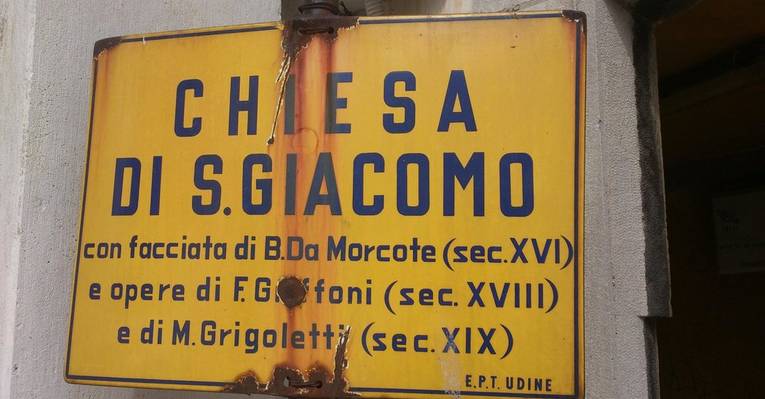 CHIESA
DI S.GIACOMO
con facciata di B.Da Morcote (sec.XVI)
e opere di F. Griffoni (sec. XVIII)
e di M.Grigoletti (sec.XIX)
E.P.T. UDINE